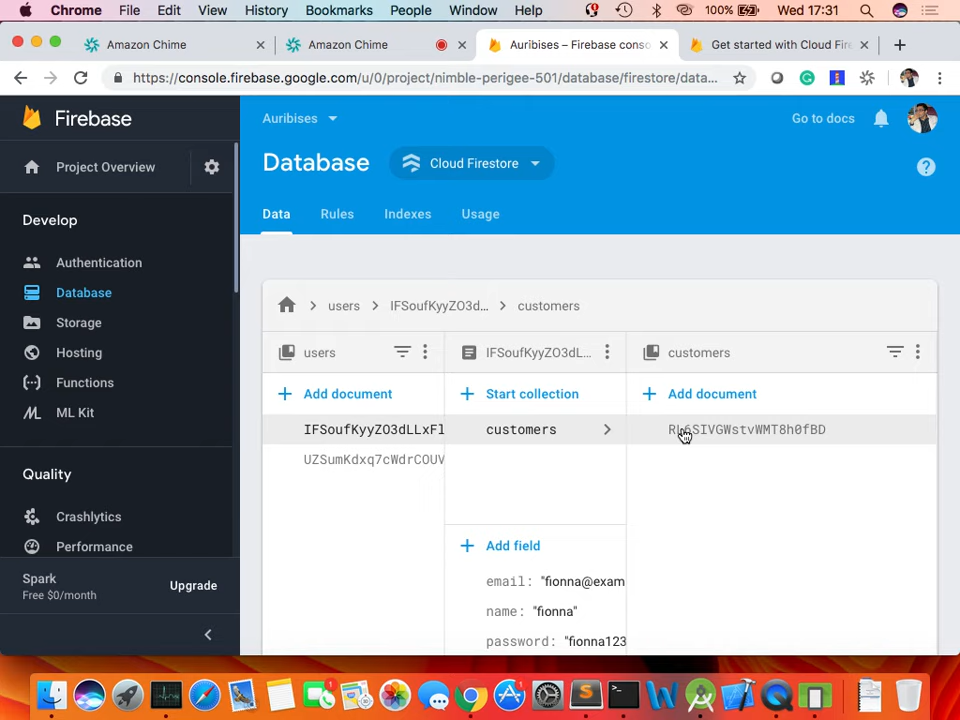 Chrome File Edit View History Bookmarks People Window Help 100% Wed 17:31
Amazon Chime Amazon Chime Auribises – Firebase conso Get started with Cloud Fire
https://console.firebase.google.com/u/0/project/nimble-perigee-501/database/firestore/data...
Firebase
Auribises
Go to docs
Project Overview
Database
Cloud Firestore
Data Rules Indexes Usage
Develop
Authentication
Database
Storage
Hosting
Functions
ML Kit
Quality
Crashlytics
Performance
Spark
Free $0/month
Upgrade
users IFSoufKyyZO3d... customers
users IFSoufKyyZO3dL... customers
Add document Start collection Add document
IFSoufKyyZO3dLLxFl customers
UZSumKdxq7cWdrCOUV
Add field
email: "fionna@exam
name: "fionna"
password: "fionna123